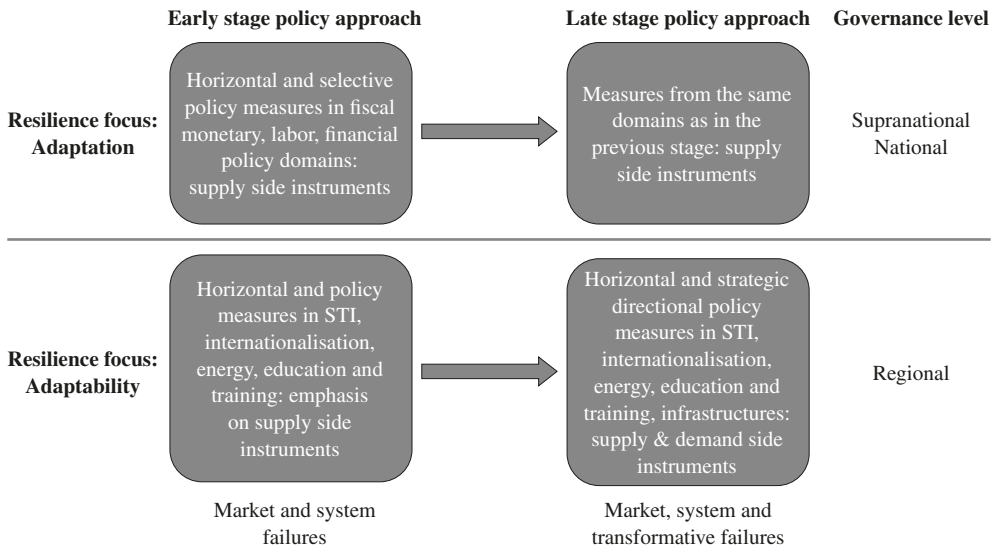 Early stage policy approach
Late stage policy approach
Governance level
Resilience focus:
Adaptation
Horizontal and selective
policy measures in fiscal
monetary, labor, financial
policy domains:
supply side instruments
Measures from the same
domains as in the
previous stage: supply
side instruments
Supranational
National
Resilience focus:
Adaptability
Horizontal and policy
measures in STI,
internationalisation,
energy, education and
training: emphasis
on supply side
instruments
Horizontal and strategic
directional policy
measures in STI,
internationalisation,
energy, education and
training, infrastructures:
supply & demand side
instruments
Regional
Market and system
failures
Market, system and
transformative failures